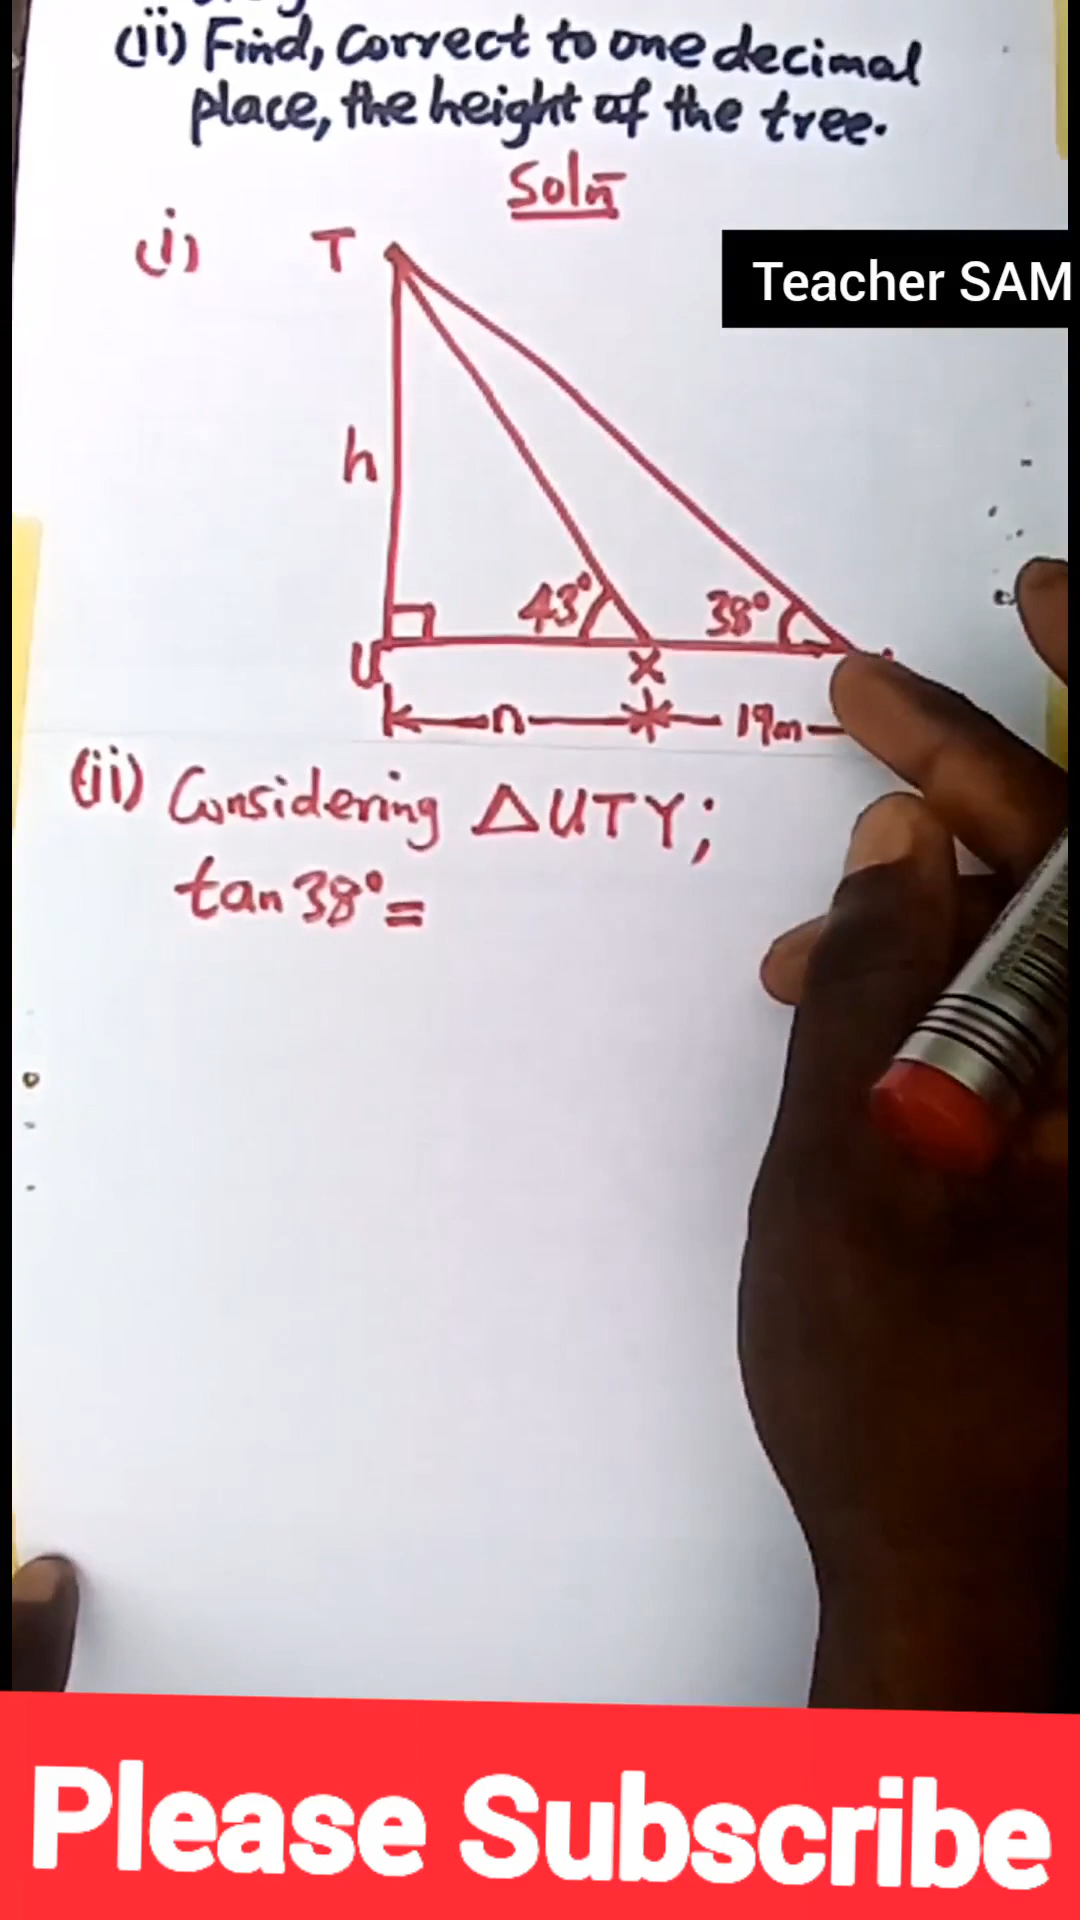 (ii) Find, correct to one decimal
place, the height of the tree.
Soln
(i)
T
Teacher SAM
h
43°
38°
U
x
n
19m
(ii) Considering △UTY;
tan 38° =
Please Subscribe